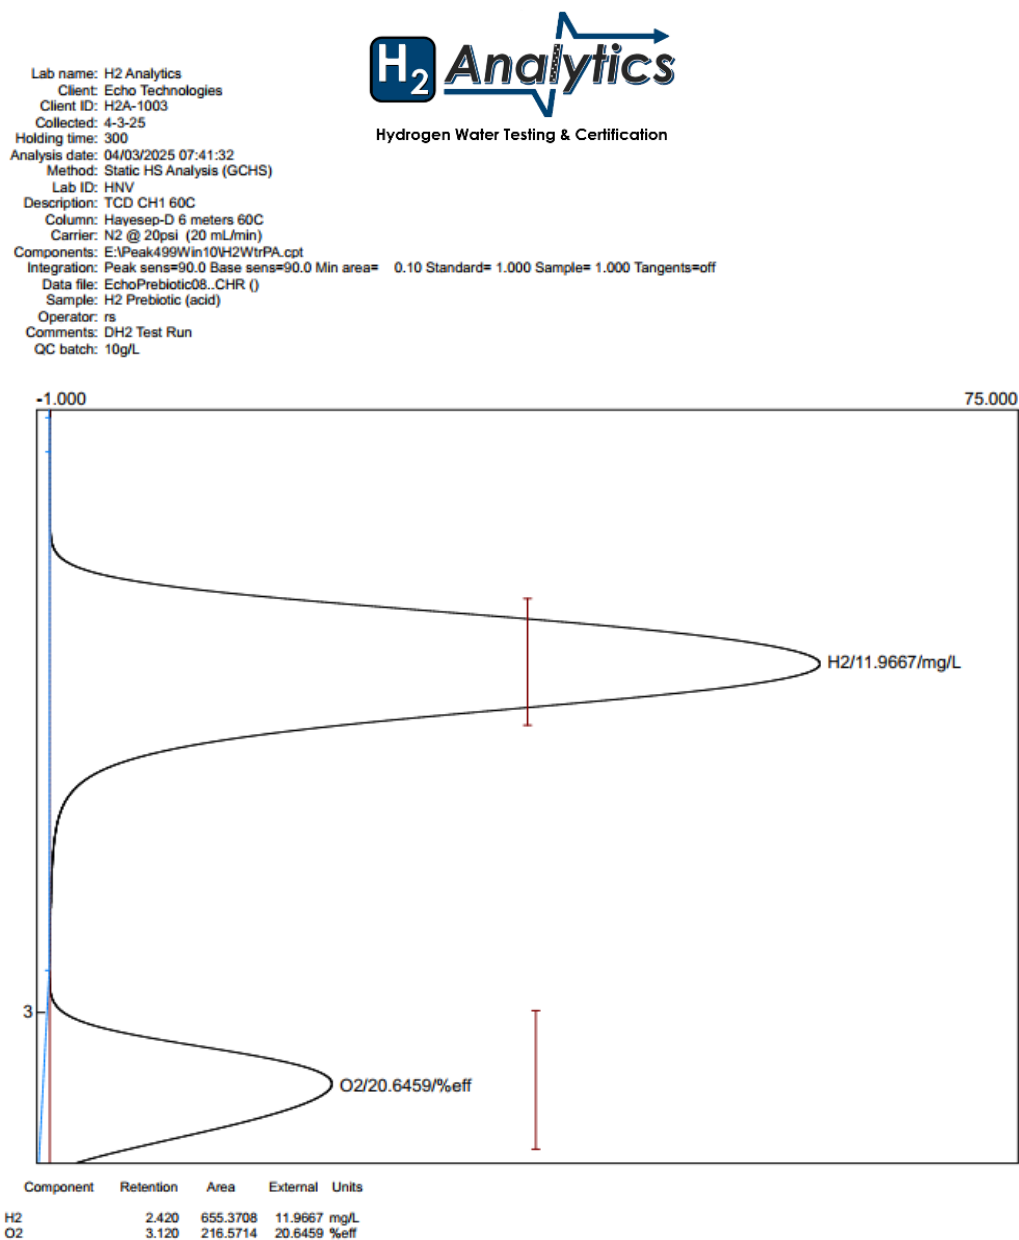 H2 Analytics
Hydrogen Water Testing & Certification
Lab name: H2 Analytics
Client: Echo Technologies
Client ID: H2A-1003
Collected: 4-3-25
Holding time: 300
Analysis date: 04/03/2025 07:41:32
Method: Static HS Analysis (GCHS)
Lab ID: HNV
Description: TCD CH1 60C
Column: Hayesep-D 6 meters 60C
Carrier: N2 @ 20psi (20 mL/min)
Components: E:\Peak499Win10\H2WtrPA.cpt
Integration: Peak sens=90.0 Base sens=90.0 Min area= 0.10 Standard= 1.000 Sample= 1.000 Tangents=off
Data file: EchoPrebiotic08..CHR ()
Sample: H2 Prebiotic (acid)
Operator: rs
Comments: DH2 Test Run
QC batch: 10g/L
-1.000 75.000
H2/11.9667/mg/L
3
O2/20.6459/%eff
Component Retention Area External Units
H2 2.420 655.3708 11.9667 mg/L
O2 3.120 216.5714 20.6459 %eff